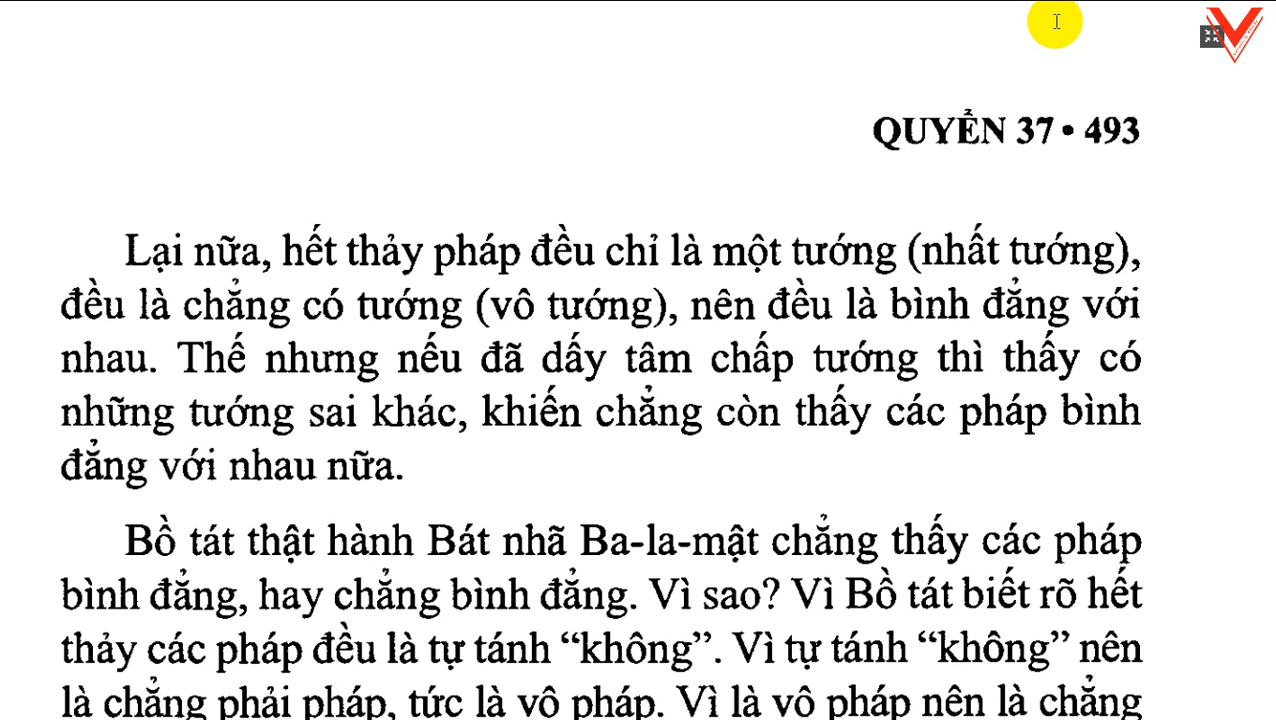 QUYỂN 37 • 493
Lại nữa, hết thảy pháp đều chỉ là một tướng (nhất tướng),
đều là chẳng có tướng (vô tướng), nên đều là bình đẳng với
nhau. Thế nhưng nếu đã dấy tâm chấp tướng thì thấy có
những tướng sai khác, khiến chẳng còn thấy các pháp bình
đẳng với nhau nữa.
Bồ tát thật hành Bát nhã Ba-la-mật chẳng thấy các pháp
bình đẳng, hay chẳng bình đẳng. Vì sao? Vì Bồ tát biết rõ hết
thảy các pháp đều là tự tánh “không”. Vì tự tánh “không” nên
là chẳng phải pháp, tức là vô pháp. Vì là vô pháp nên là chẳng